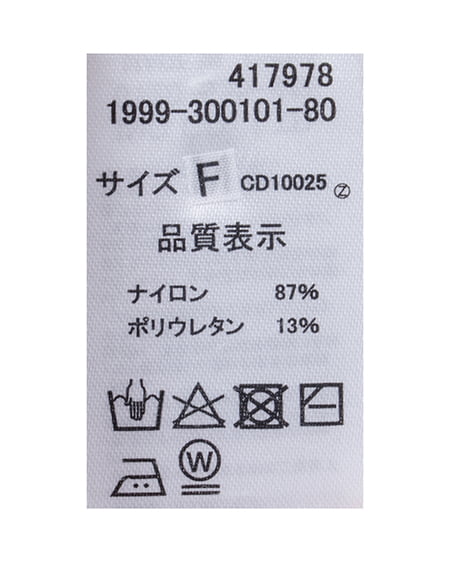 417978
1999-300101-80
サイズ F CD10025 Ⓩ
品質表示
ナイロン 87%
ポリウレタン 13%
W